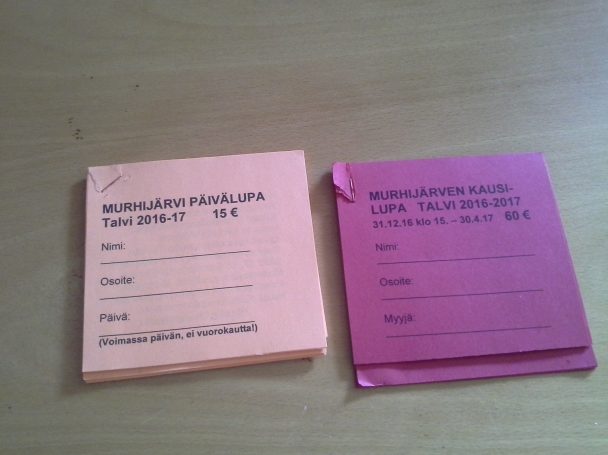 MURHIJÄRVI PÄIVÄLUPA
Talvi 2016-17 15 €
Nimi:
Osoite:
Päivä:
(Voimassa päivän, ei vuorokautta!)
MURHIJÄRVEN KAUSI-
LUPA TALVI 2016-2017
31.12.16 klo 15. – 30.4.17 60 €
Nimi:
Osoite:
Myyjä: